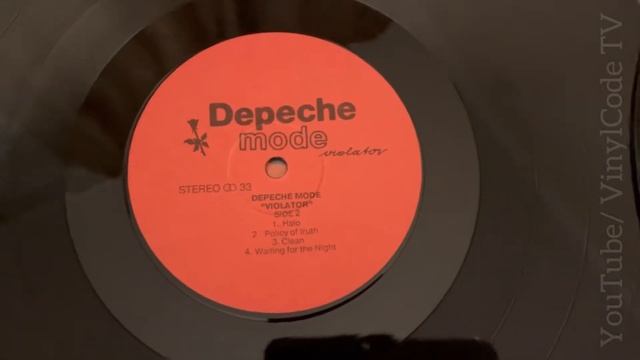 Depeche
mode
violator
STEREO 33
DEPECHE MODE
"VIOLATOR"
SIDE 2
1. Halo
2. Policy of Truth
3. Clean
4. Waiting for the Night
YouTube/ VinylCode TV